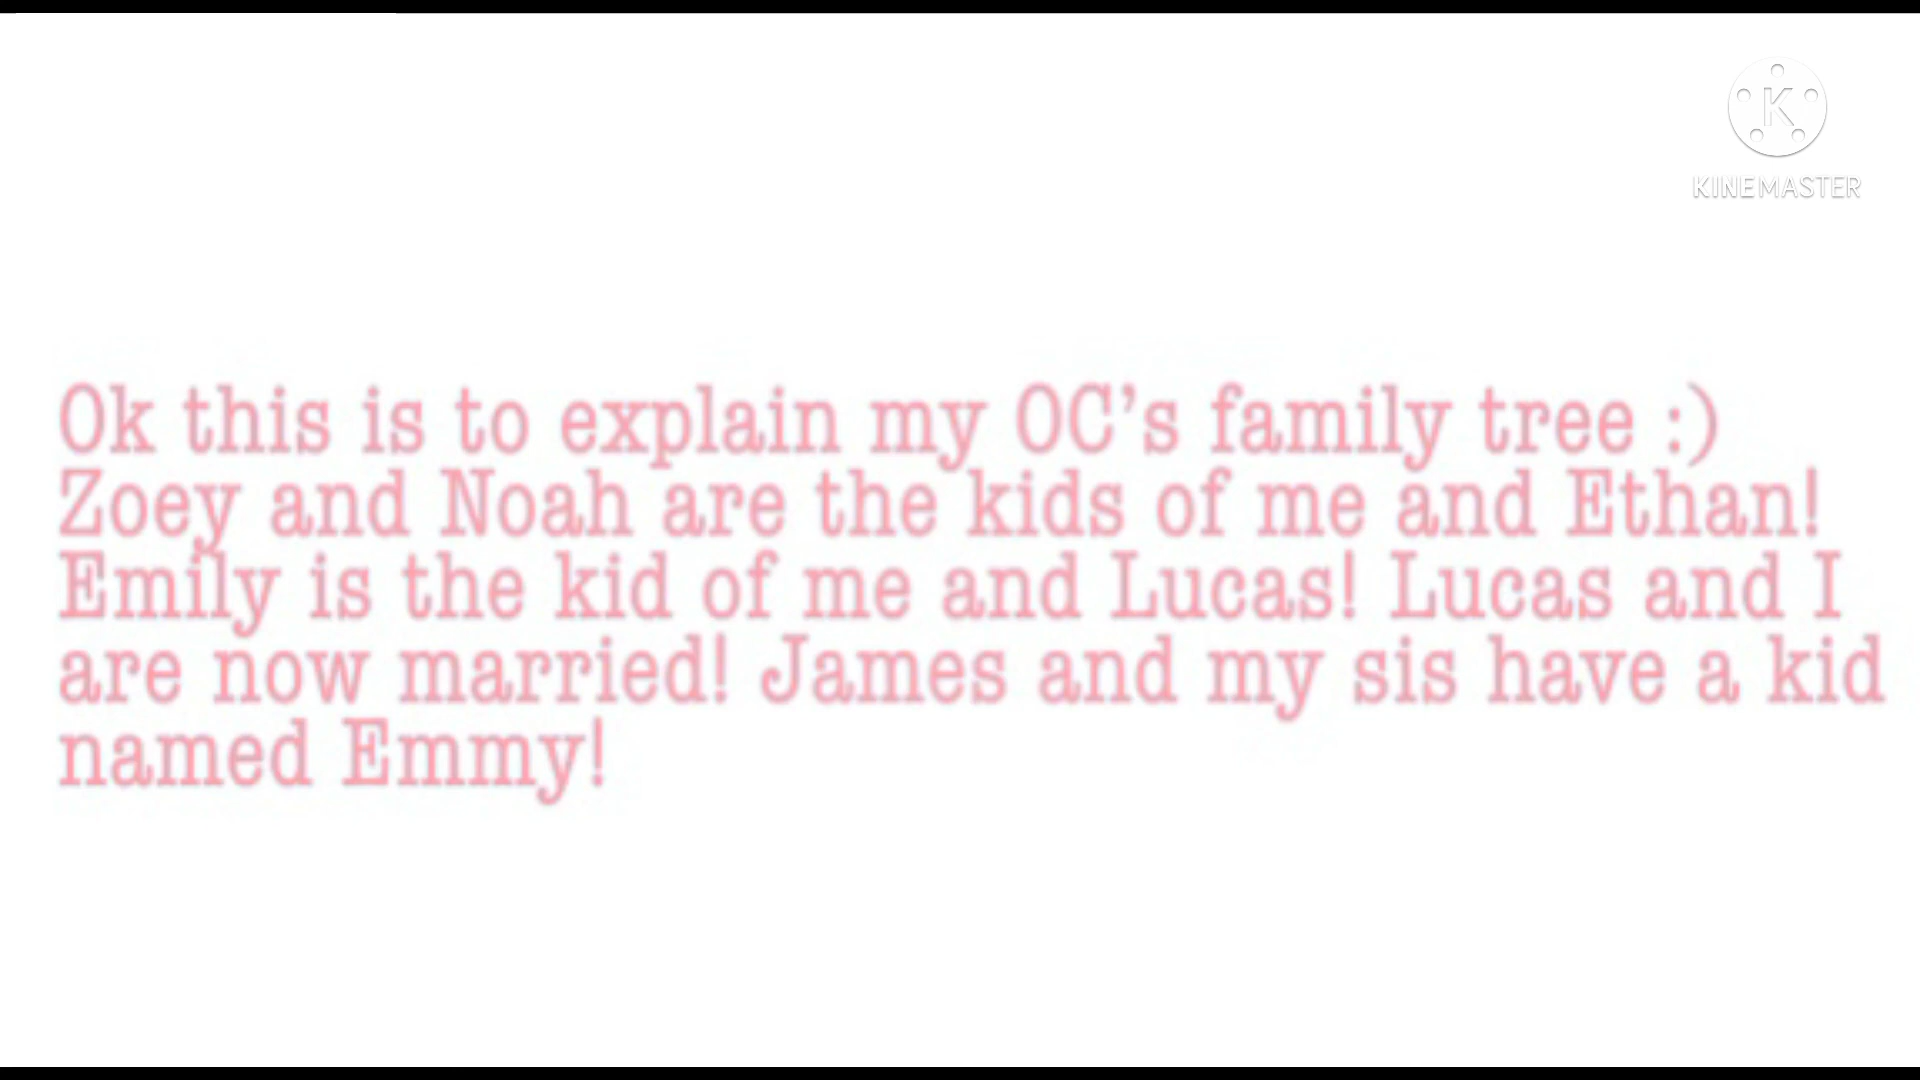 K
KINEMASTER
Ok this is to explain my OC’s family tree :)
Zoey and Noah are the kids of me and Ethan!
Emily is the kid of me and Lucas! Lucas and I
are now married! James and my sis have a kid
named Emmy!